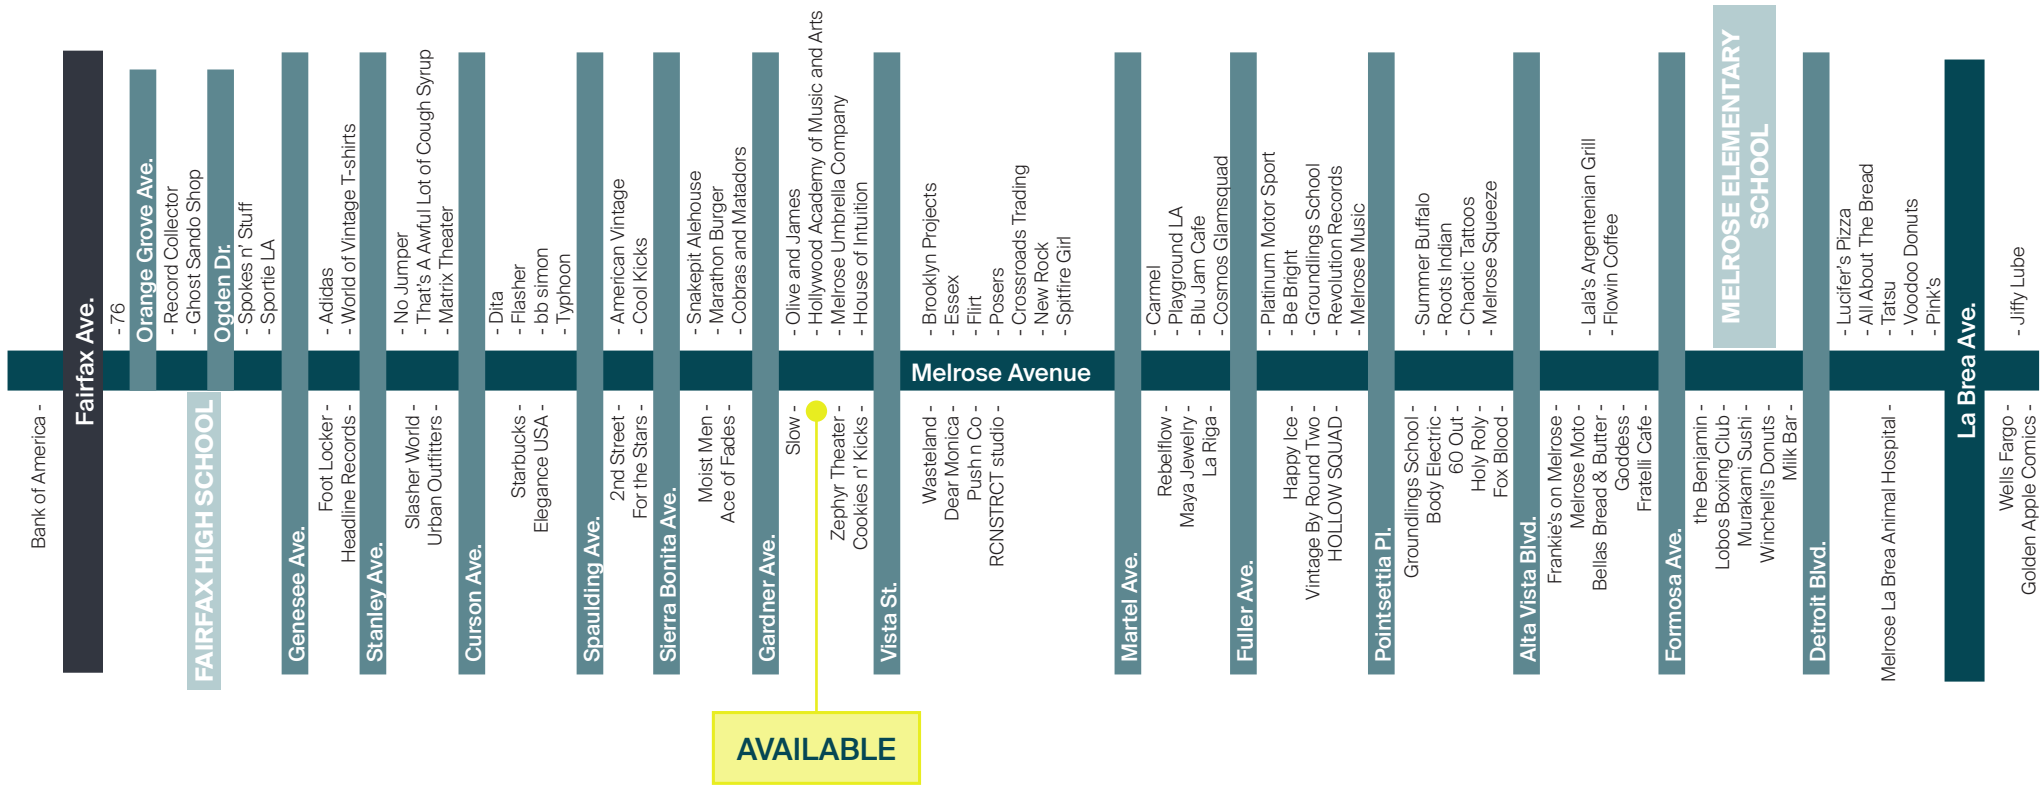 Fairfax Ave.
- 76
Orange Grove Ave.
- Record Collector
- Ghost Sando Shop
Ogden Dr.
- Spokes n' Stuff
- Sportie LA
Genesee Ave.
- Adidas
- World of Vintage T-shirts
Stanley Ave.
- No Jumper
- That's A Awful Lot of Cough Syrup
- Matrix Theater
Curson Ave.
- Dita
- Flasher
- bb simon
- Typhoon
Spaulding Ave.
- American Vintage
- Cool Kicks
Sierra Bonita Ave.
- Snakepit Alehouse
- Marathon Burger
- Cobras and Matadors
Gardner Ave.
- Olive and James
- Hollywood Academy of Music and Arts
- Melrose Umbrella Company
- House of Intuition
Vista St.
- Brooklyn Projects
- Essex
- Flirt
- Posers
- Crossroads Trading
- New Rock
- Spitfire Girl
Martel Ave.
- Carmel
- Playground LA
- Blu Jam Cafe
- Cosmos Glamsquad
Fuller Ave.
- Platinum Motor Sport
- Be Bright
- Groundlings School
- Revolution Records
- Melrose Music
Pointsettia Pl.
- Summer Buffalo
- Roots Indian
- Chaotic Tattoos
- Melrose Squeeze
Alta Vista Blvd.
- Lala's Argentenian Grill
- Flowin Coffee
Formosa Ave.
MELROSE ELEMENTARY
SCHOOL
Detroit Blvd.
- Lucifer's Pizza
- All About The Bread
- Tatsu
- Voodoo Donuts
- Pink's
La Brea Ave.
- Jiffy Lube
Melrose Avenue
Bank of America -
FAIRFAX HIGH SCHOOL
Foot Locker -
Headline Records -
Slasher World -
Urban Outfitters -
Starbucks -
Elegance USA -
2nd Street -
For the Stars -
Moist Men -
Ace of Fades -
Slow -
Zephyr Theater -
Cookies n' Kicks -
Wasteland -
Dear Monica -
Push n Co -
RCNSTRCT studio -
Rebelflow -
Maya Jewelry -
La Riga -
Happy Ice -
Vintage By Round Two -
HOLLOW SQUAD -
Groundlings School -
Body Electric -
60 Out -
Holy Roly -
Fox Blood -
Frankie's on Melrose -
Melrose Moto -
Bellas Bread & Butter -
Goddess -
Fratelli Cafe -
the Benjamin -
Lobos Boxing Club -
Murakami Sushi -
Winchell's Donuts -
Milk Bar -
Melrose La Brea Animal Hospital -
Wells Fargo -
Golden Apple Comics -
AVAILABLE